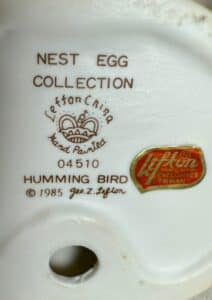 NEST EGG
COLLECTION
Lefton China
Hand Painted
04510
HUMMING BIRD
© 1985 Geo. Z. Lefton
Lefton